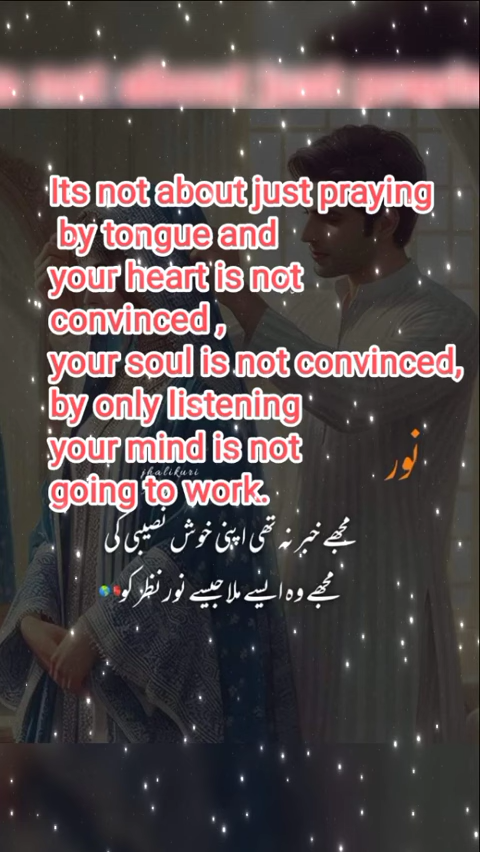 Its not about just praying
by tongue and
your heart is not
convinced ,
your soul is not convinced,
by only listening
your mind is not
going to work.
jhalikuri
نور
مجھے خبر نہ تھی اپنی خوش نصیبی کی
مجھے وہ ایسے ملا جیسے نور نظر کو